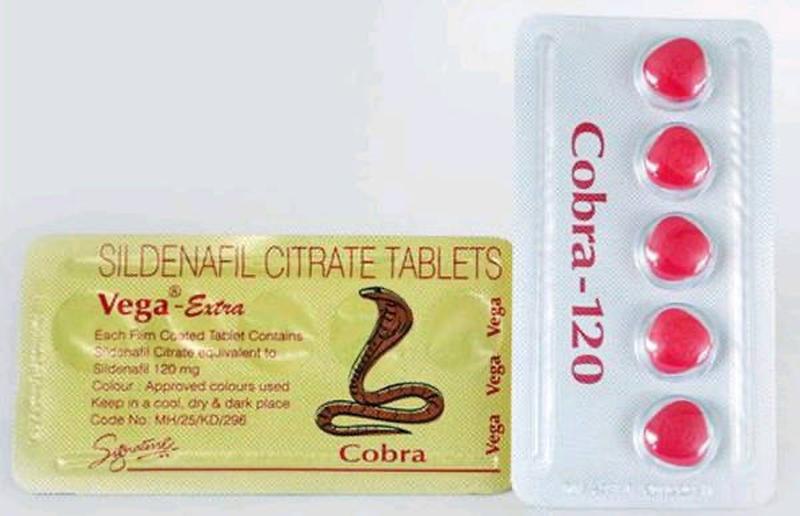 SILDENAFIL CITRATE TABLETS
Vega®-Extra
Each Film Coated Tablet Contains
Sildenafil Citrate equivalent to
Sildenafil 120 mg
Colour : Approved colours used
Keep in a cool, dry & dark place
Code No: MH/25/KD/296
Signature
Cobra
Vega Vega Vega
Cobra-120